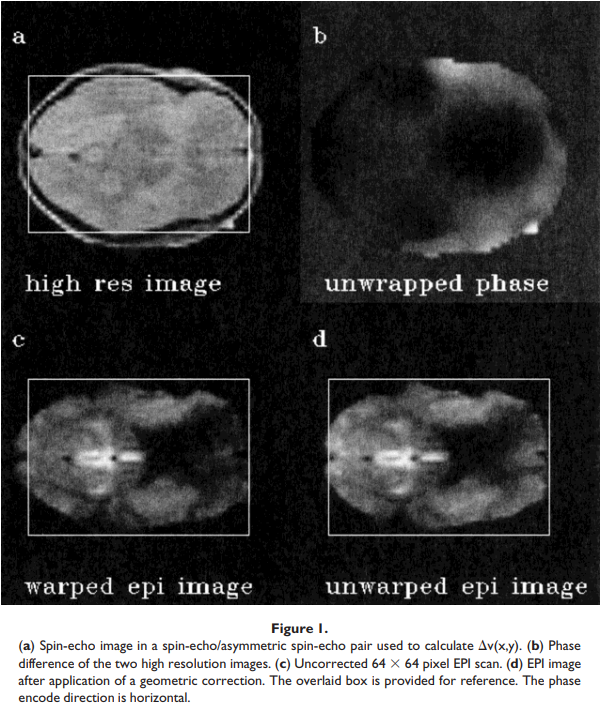 a
b
high res image
unwrapped phase
c
d
warped epi image
unwarped epi image
Figure 1.
(a) Spin-echo image in a spin-echo/asymmetric spin-echo pair used to calculate Δν(x,y). (b) Phase
difference of the two high resolution images. (c) Uncorrected 64 × 64 pixel EPI scan. (d) EPI image
after application of a geometric correction. The overlaid box is provided for reference. The phase
encode direction is horizontal.